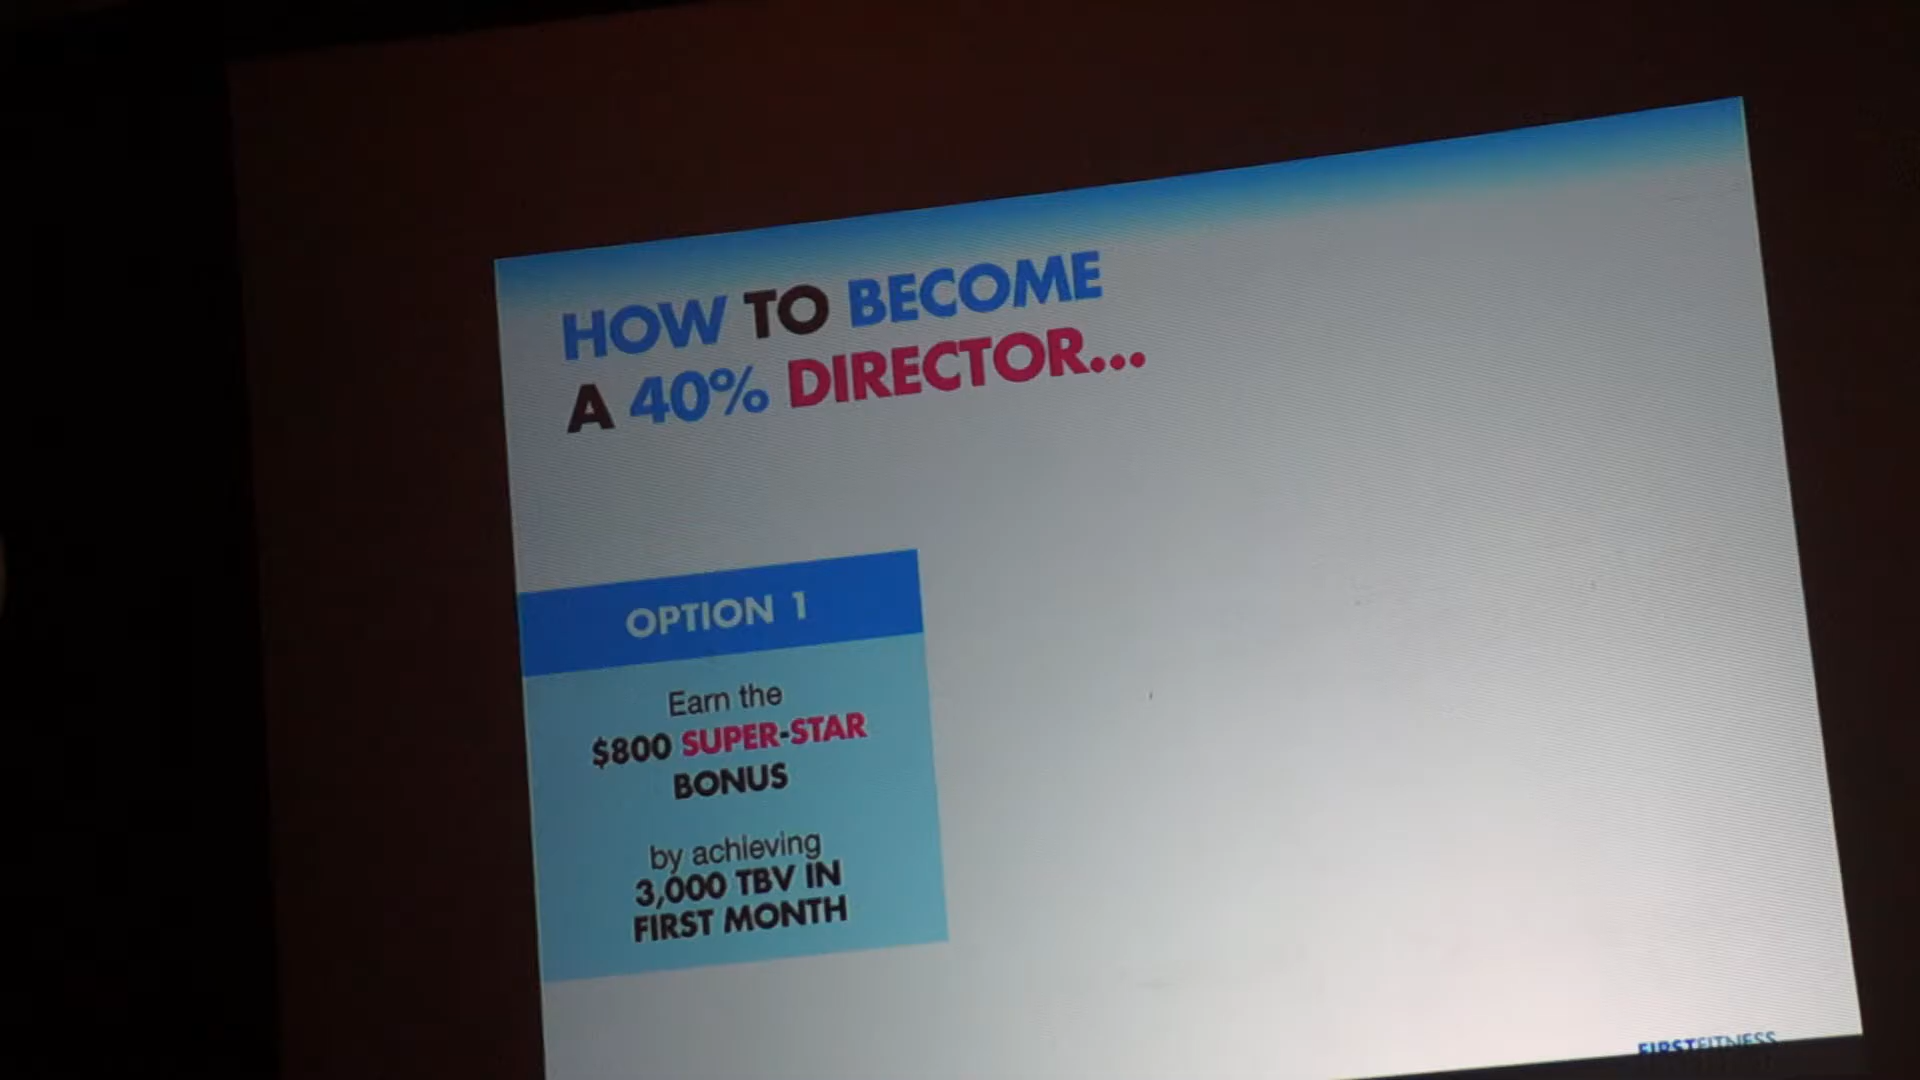 HOW TO BECOME
A 40% DIRECTOR...
OPTION 1
Earn the
$800 SUPER-STAR
BONUS
by achieving
3,000 TBV IN
FIRST MONTH
FIRSTFITNESS